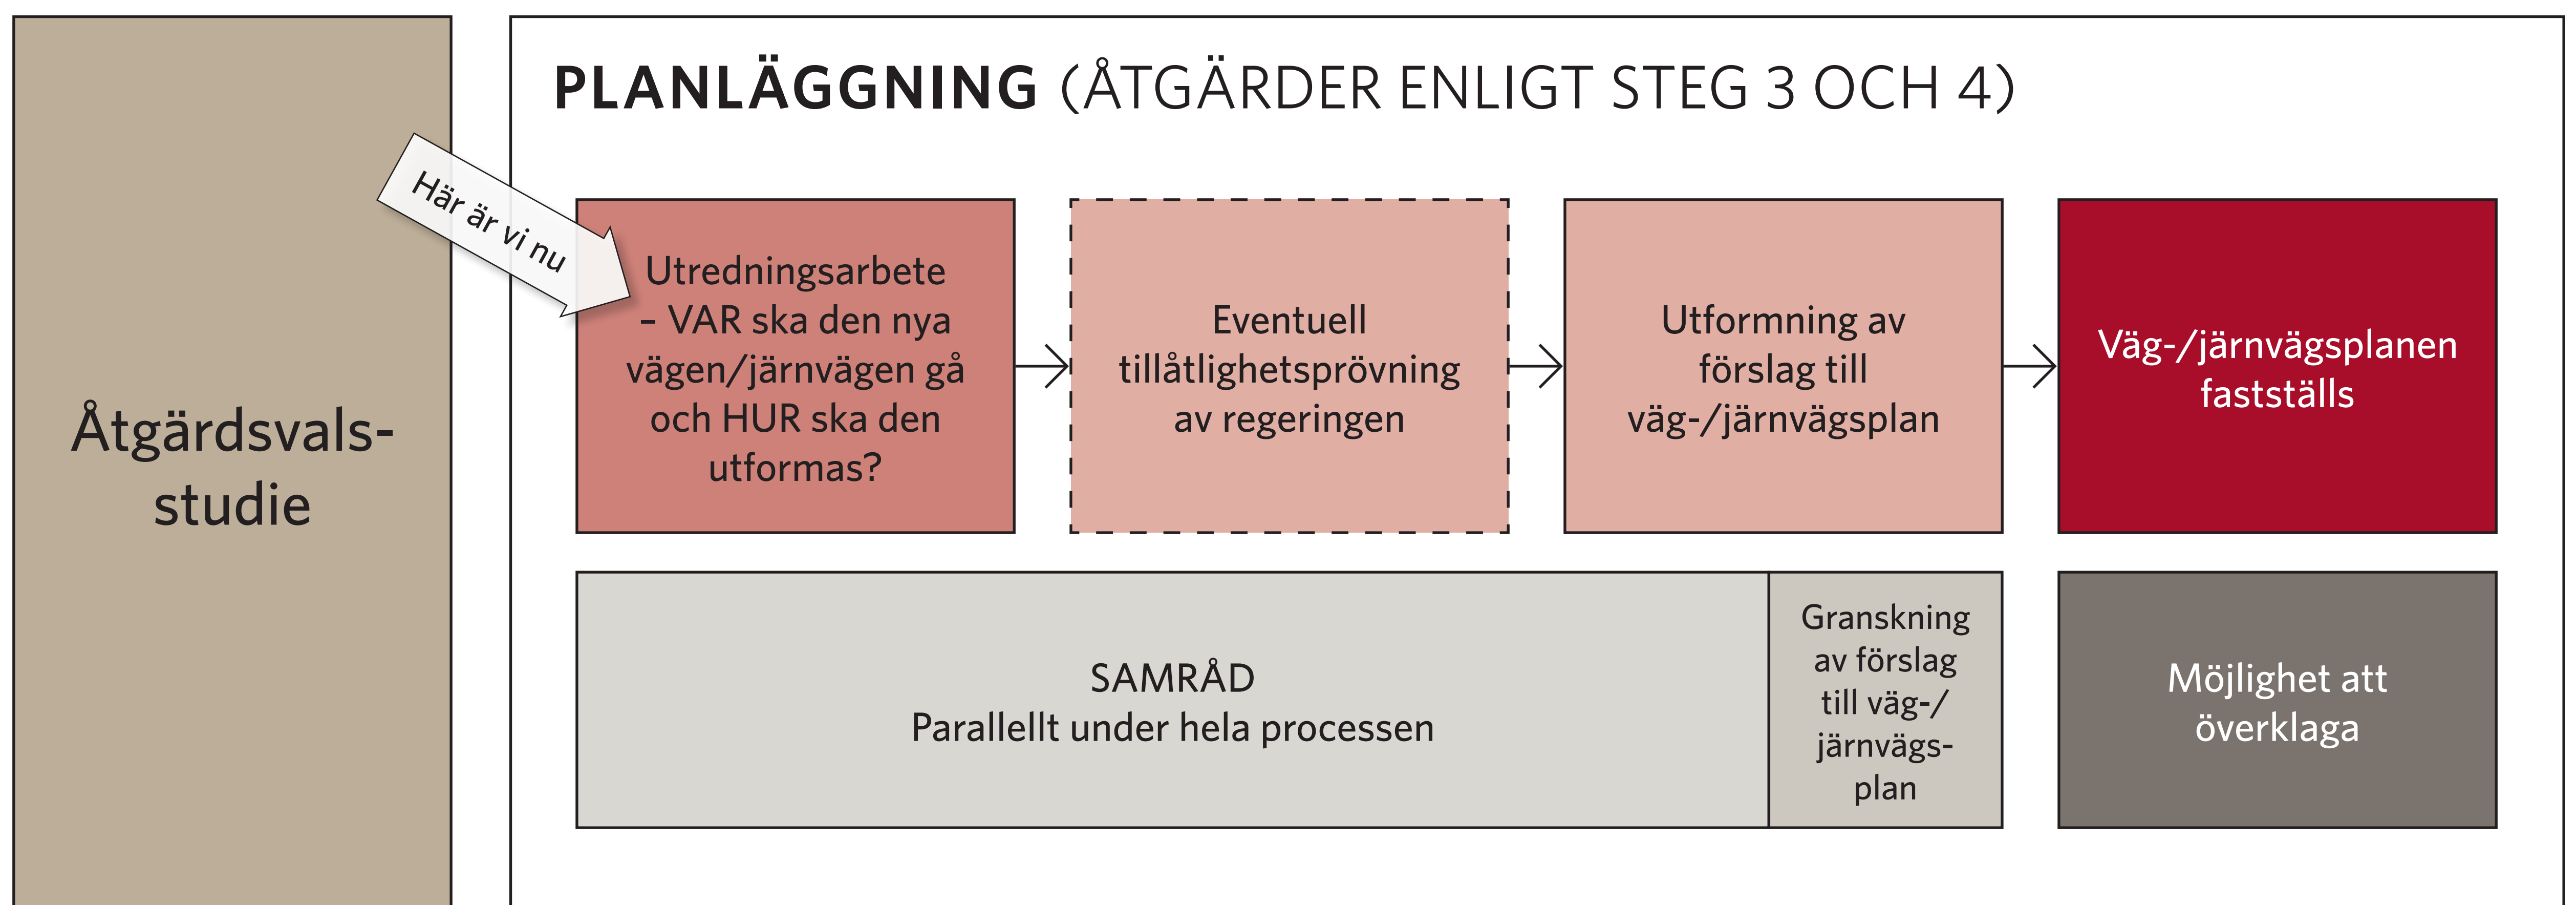 Åtgärdsvals-
studie
PLANLÄGGNING (ÅTGÄRDER ENLIGT STEG 3 OCH 4)
Här är vi nu
Utredningsarbete
– VAR ska den nya
vägen/järnvägen gå
och HUR ska den
utformas?
Eventuell
tillåtlighetsprövning
av regeringen
Utformning av
förslag till
väg-/järnvägsplan
Väg-/järnvägsplanen
fastställs
SAMRÅD
Parallellt under hela processen
Granskning
av förslag
till väg-/
järnvägs-
plan
Möjlighet att
överklaga